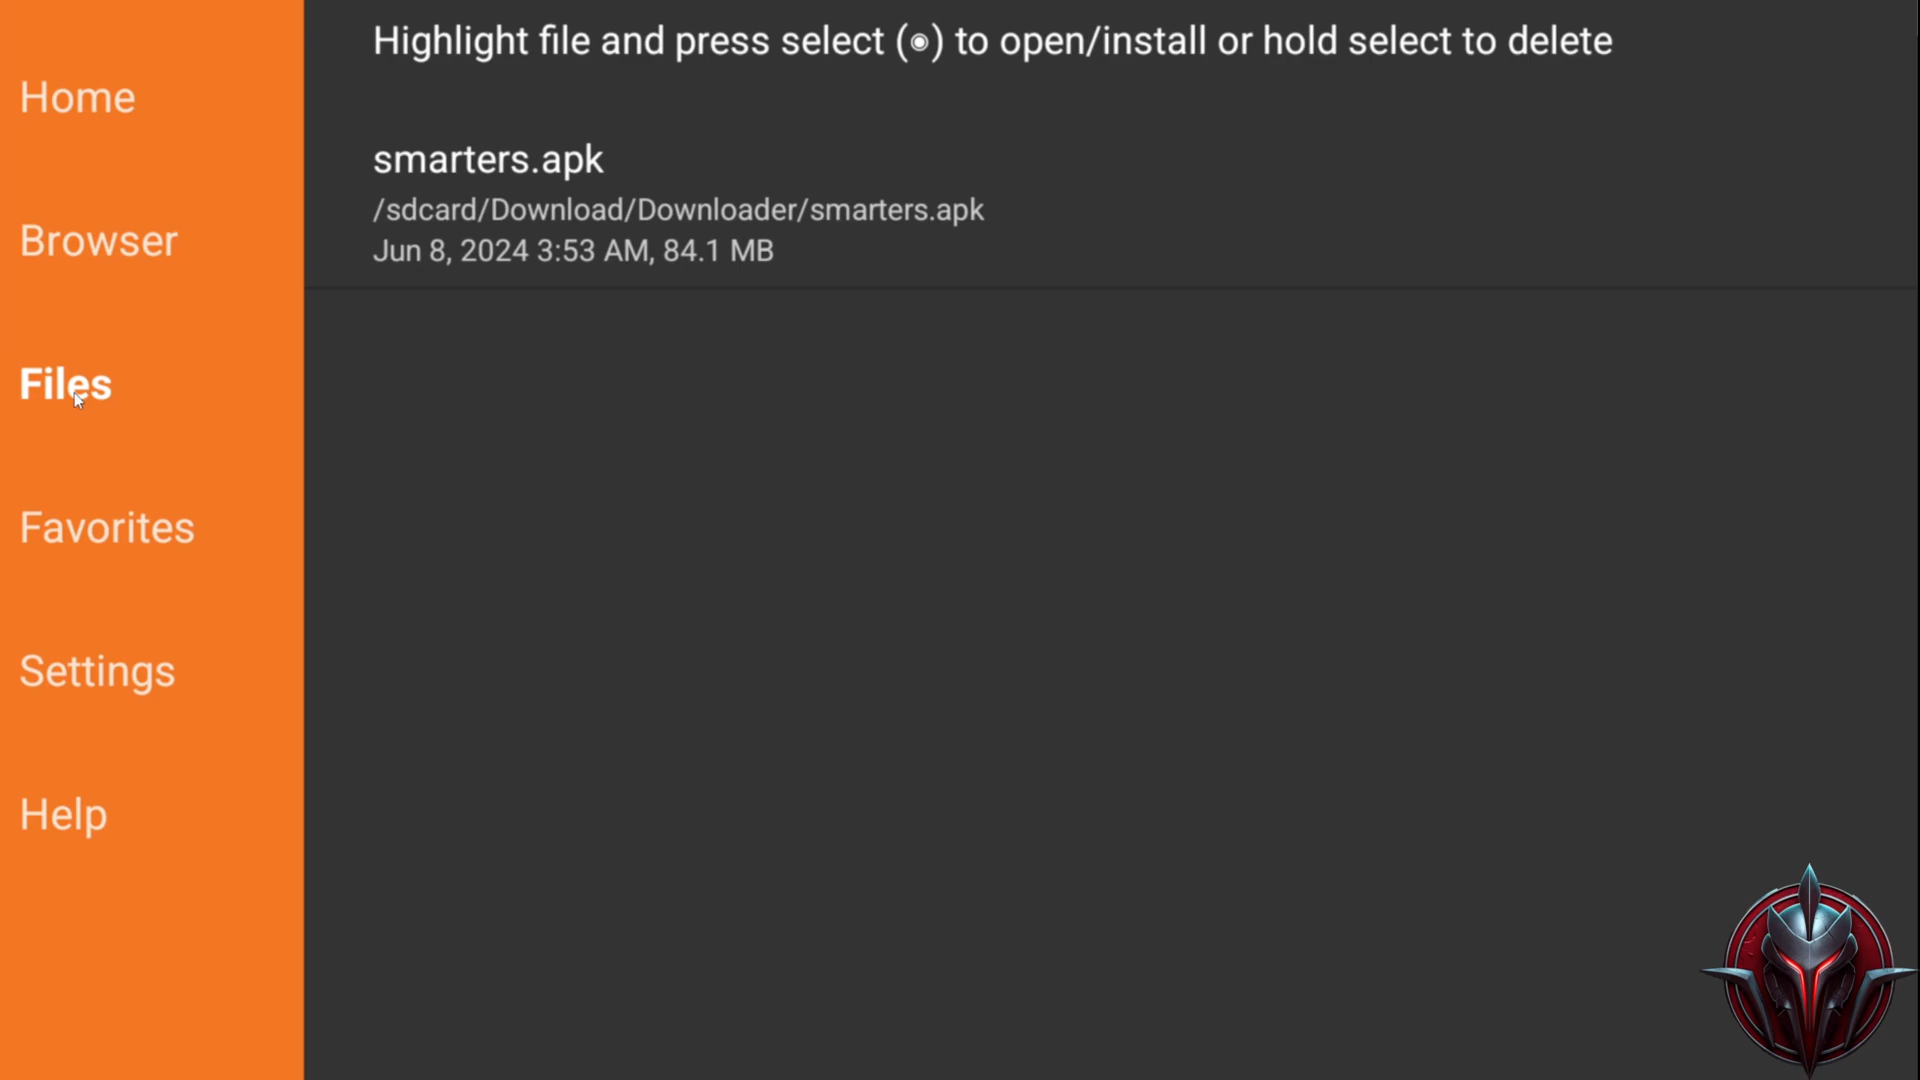 Home
Browser
Files
Favorites
Settings
Help
Highlight file and press select (◉) to open/install or hold select to delete
smarters.apk
/sdcard/Download/Downloader/smarters.apk
Jun 8, 2024 3:53 AM, 84.1 MB